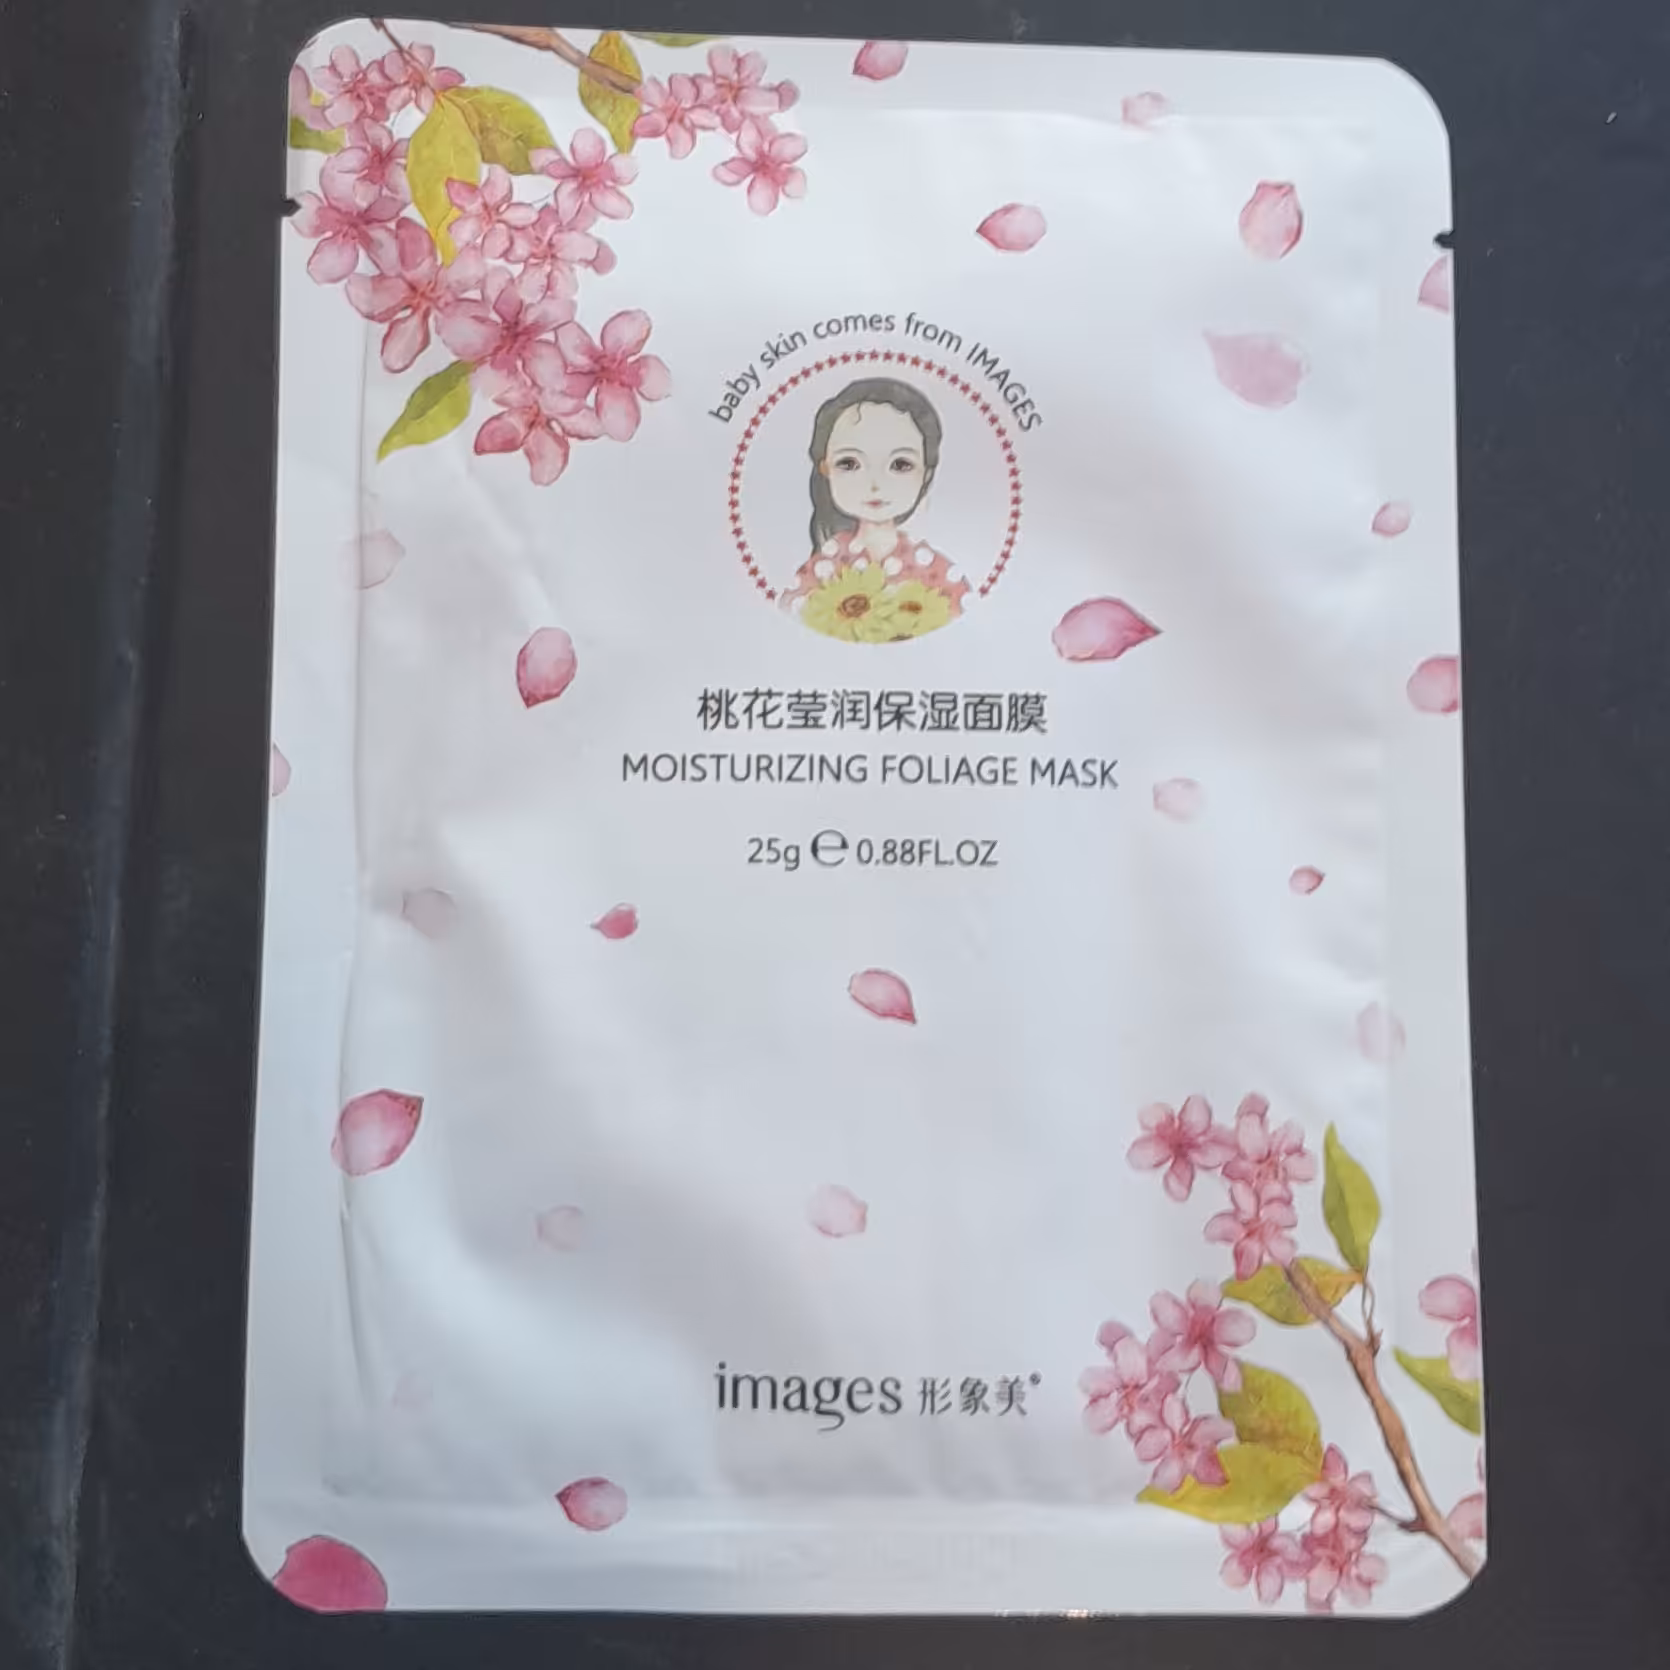 baby skin comes from IMAGES
桃花莹润保湿面膜
MOISTURIZING FOLIAGE MASK
25g ℮ 0.88FL.OZ
images 形象美®